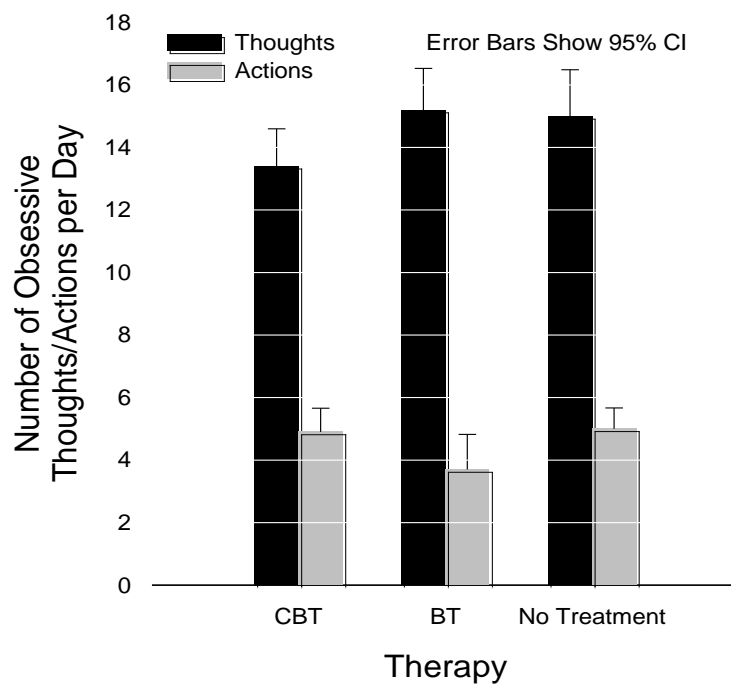 18
Thoughts
Error Bars Show 95% CI
Actions
16
14
12
10
8
6
4
2
0
Number of Obsessive
Thoughts/Actions per Day
CBT
BT
No Treatment
Therapy